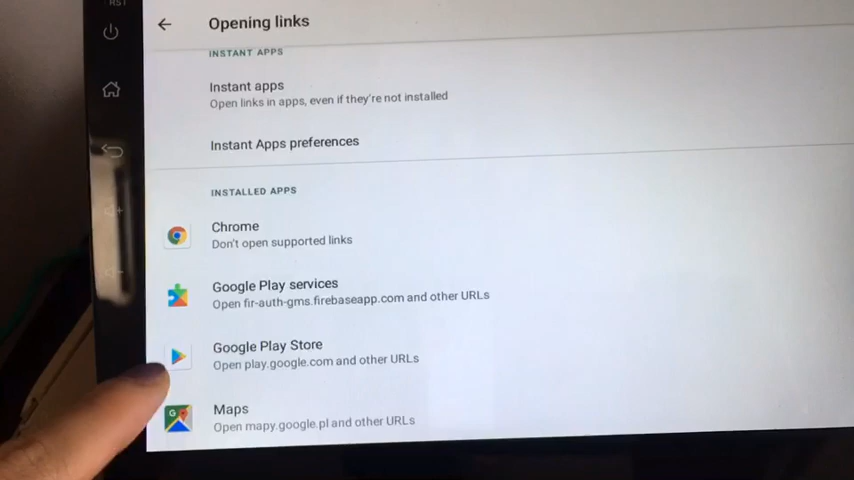 RST
Opening links
INSTANT APPS
Instant apps
Open links in apps, even if they're not installed
Instant Apps preferences
INSTALLED APPS
Chrome
Don't open supported links
Google Play services
Open fir-auth-gms.firebaseapp.com and other URLs
Google Play Store
Open play.google.com and other URLs
G
Maps
Open mapy.google.pl and other URLs